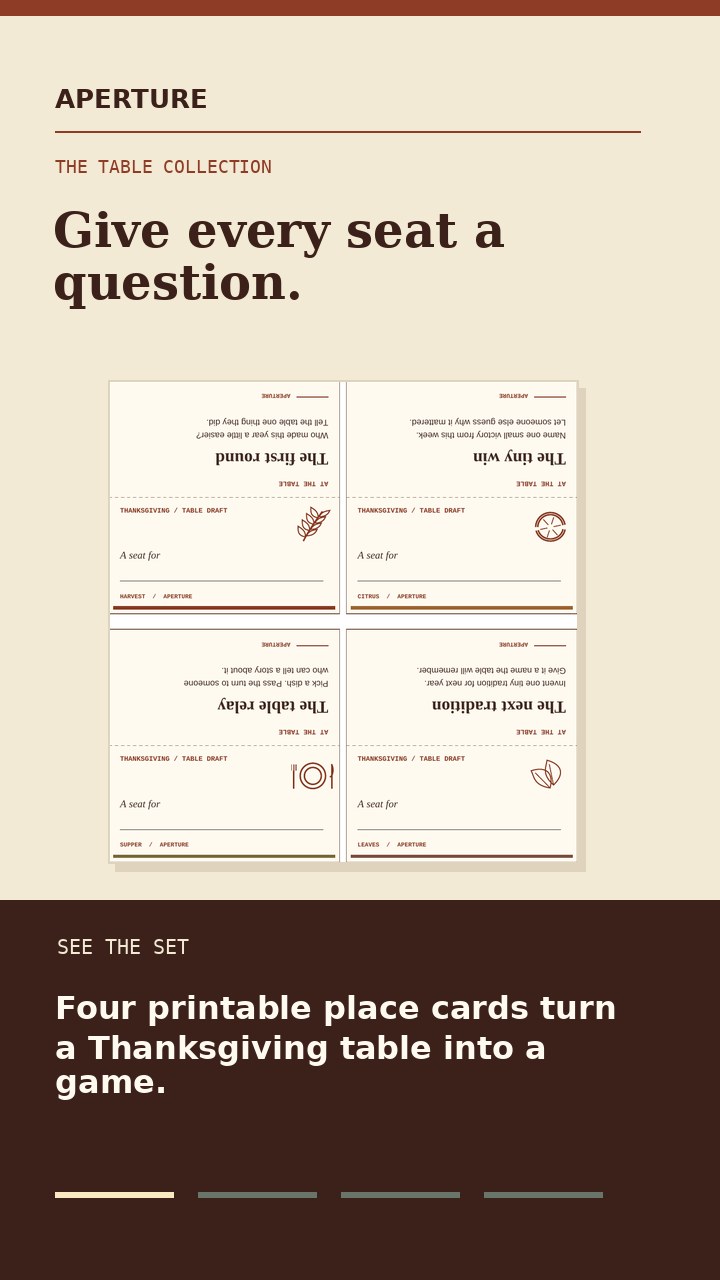 APERTURE
THE TABLE COLLECTION
Give every seat a
question.
APERTURE
Tell the table one thing they did.
Who made this year a little easier?
The first round
AT THE TABLE
THANKSGIVING / TABLE DRAFT
A seat for
HARVEST / APERTURE
APERTURE
Let someone else guess why it mattered.
Name one small victory from this week.
The tiny win
AT THE TABLE
THANKSGIVING / TABLE DRAFT
A seat for
CITRUS / APERTURE
APERTURE
who can tell a story about it.
Pick a dish. Pass the turn to someone
The table relay
AT THE TABLE
THANKSGIVING / TABLE DRAFT
A seat for
SUPPER / APERTURE
APERTURE
Give it a name the table will remember.
Invent one tiny tradition for next year.
The next tradition
AT THE TABLE
THANKSGIVING / TABLE DRAFT
A seat for
LEAVES / APERTURE
SEE THE SET
Four printable place cards turn
a Thanksgiving table into a
game.